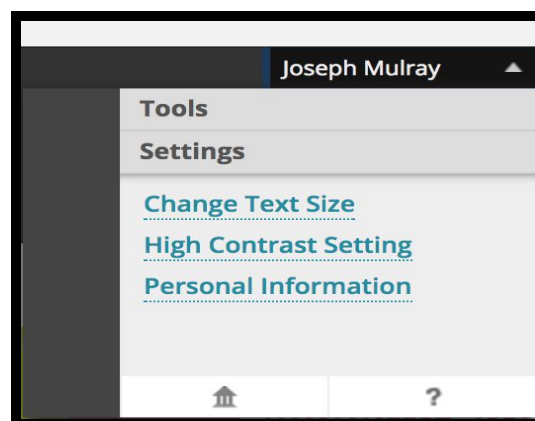 Joseph Mulray
Tools
Settings
Change Text Size
High Contrast Setting
Personal Information
?